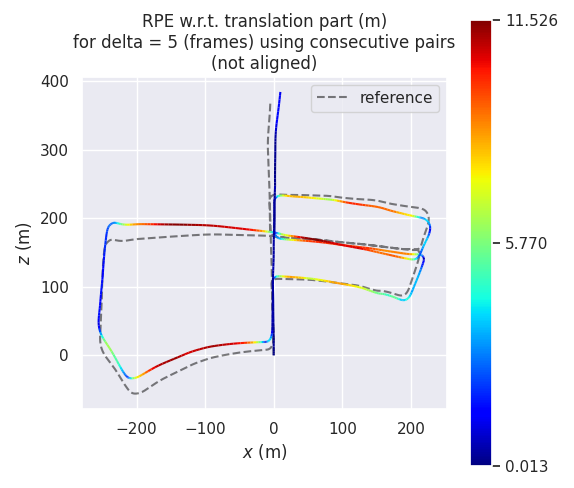 RPE w.r.t. translation part (m)
for delta = 5 (frames) using consecutive pairs
(not aligned)
11.526
400
reference
300
z (m)
200
5.770
100
0
−200
−100
0
100
200
x (m)
0.013